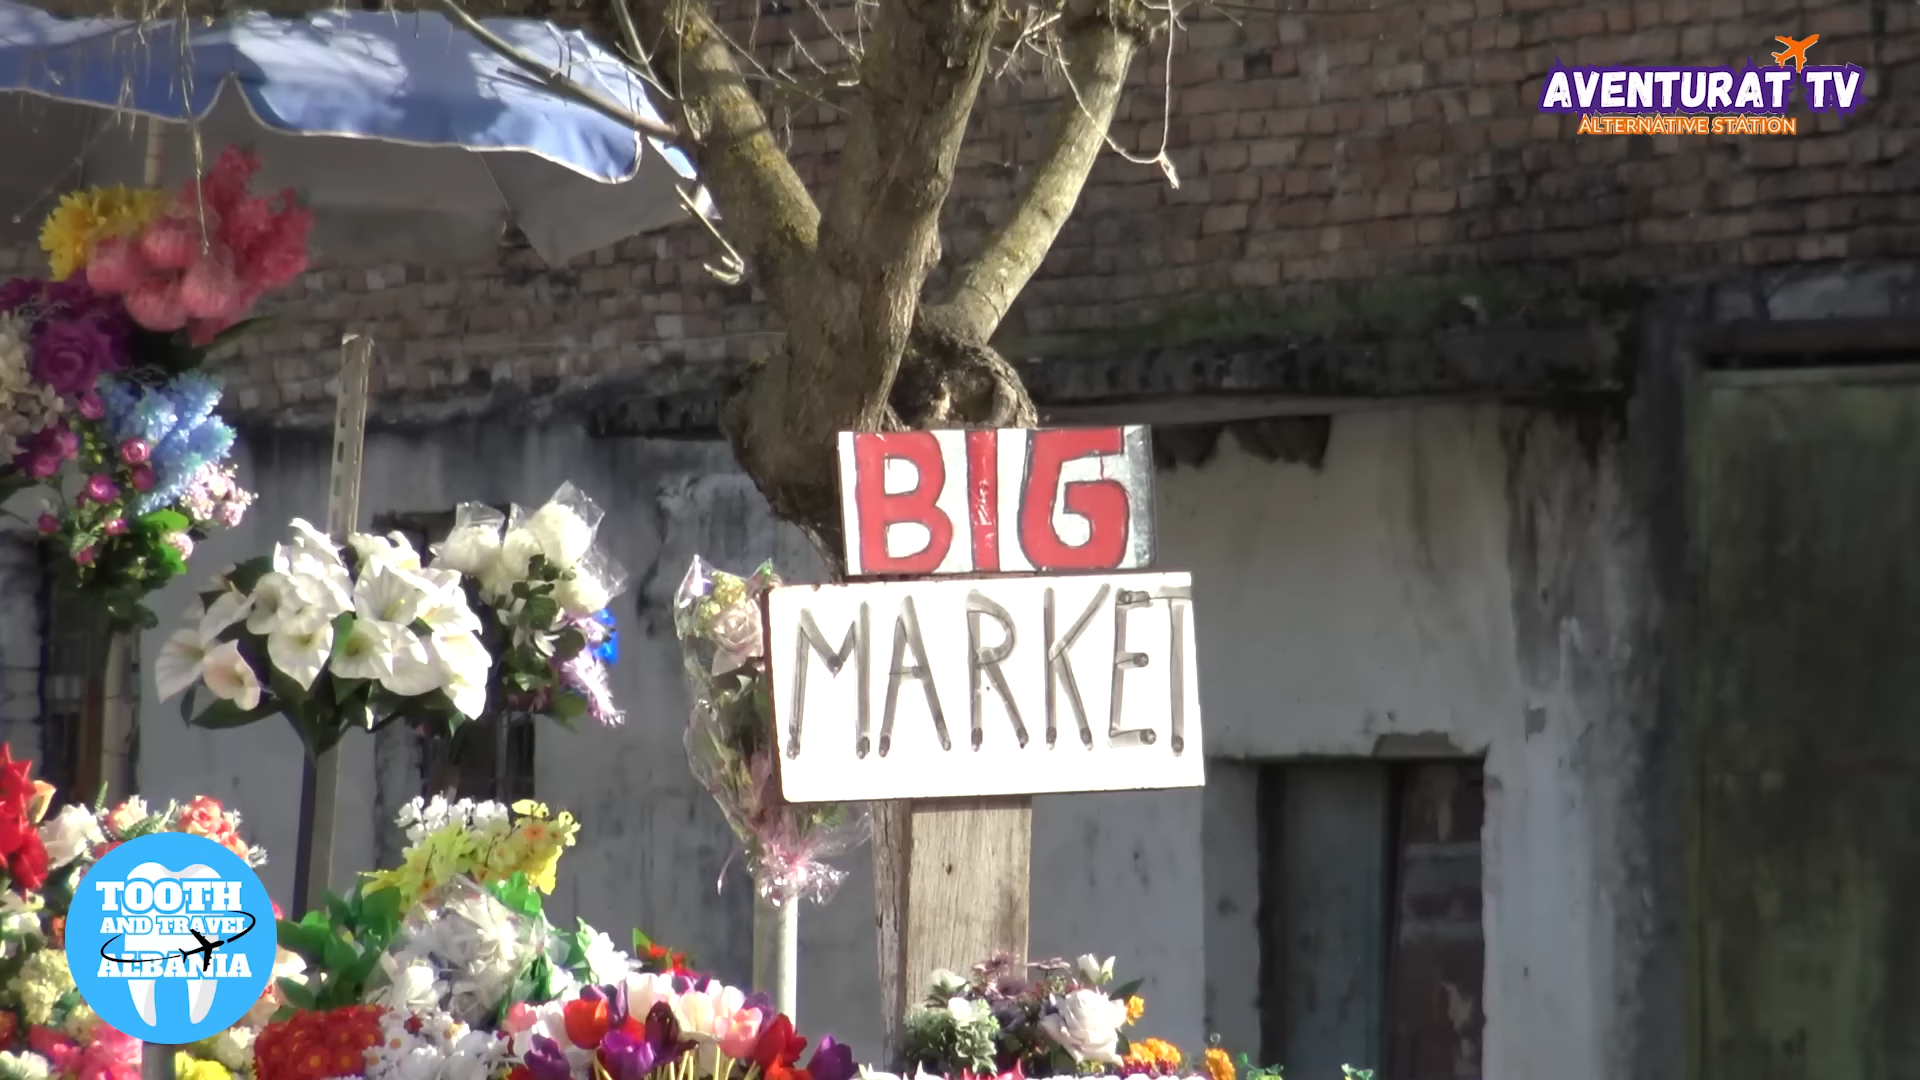 AVENTURAT TV
ALTERNATIVE STATION
BIG
MARKET
TOOTH
AND TRAVEL
ALBANIA